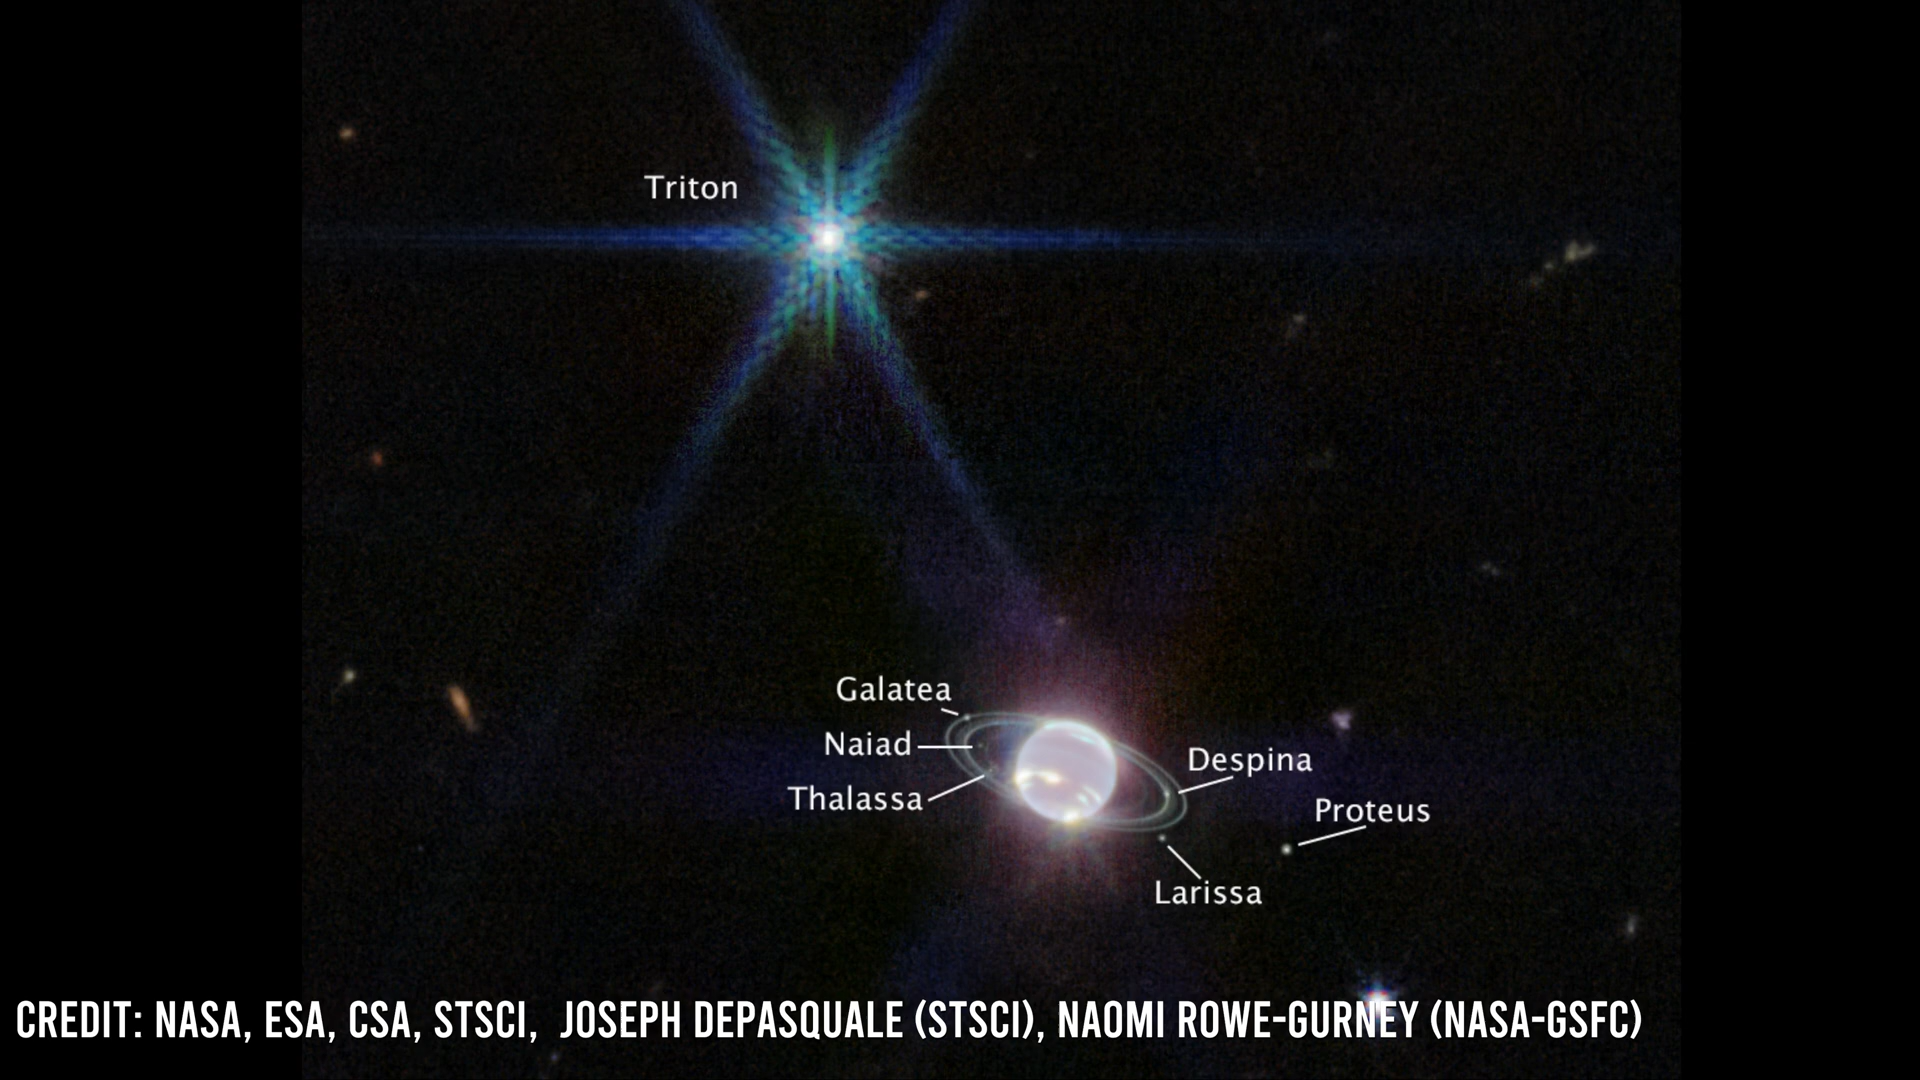 Triton
Galatea
Naiad
Thalassa
Despina
Proteus
Larissa
CREDIT: NASA, ESA, CSA, STSCI, JOSEPH DEPASQUALE (STSCI), NAOMI ROWE-GURNEY (NASA-GSFC)